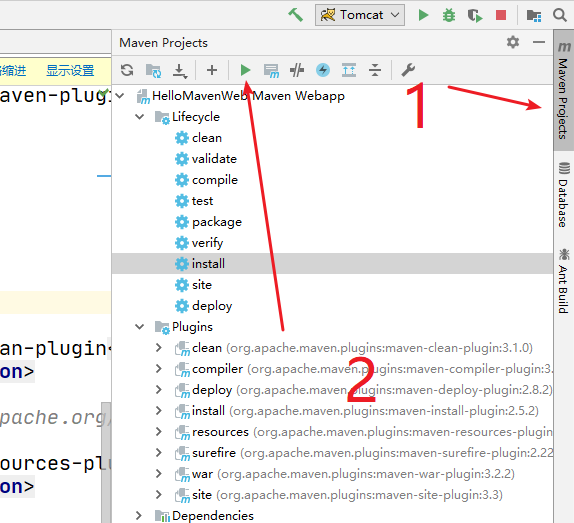 Tomcat
Maven Projects
缩进 显示设置
aven-plugi
HelloMavenWeb Maven Webapp
Lifecycle
clean
validate
compile
test
package
verify
install
site
deploy
Plugins
clean (org.apache.maven.plugins:maven-clean-plugin:3.1.0)
compiler (org.apache.maven.plugins:maven-compiler-plugin:3.
deploy (org.apache.maven.plugins:maven-deploy-plugin:2.8.2)
install (org.apache.maven.plugins:maven-install-plugin:2.5.2)
resources (org.apache.maven.plugins:maven-resources-plugin
surefire (org.apache.maven.plugins:maven-surefire-plugin:2.22
war (org.apache.maven.plugins:maven-war-plugin:3.2.2)
site (org.apache.maven.plugins:maven-site-plugin:3.3)
Dependencies
an-plugin<
on>
pache.org/
ources-plu
on>
1
2
Maven Projects
Database
Ant Build